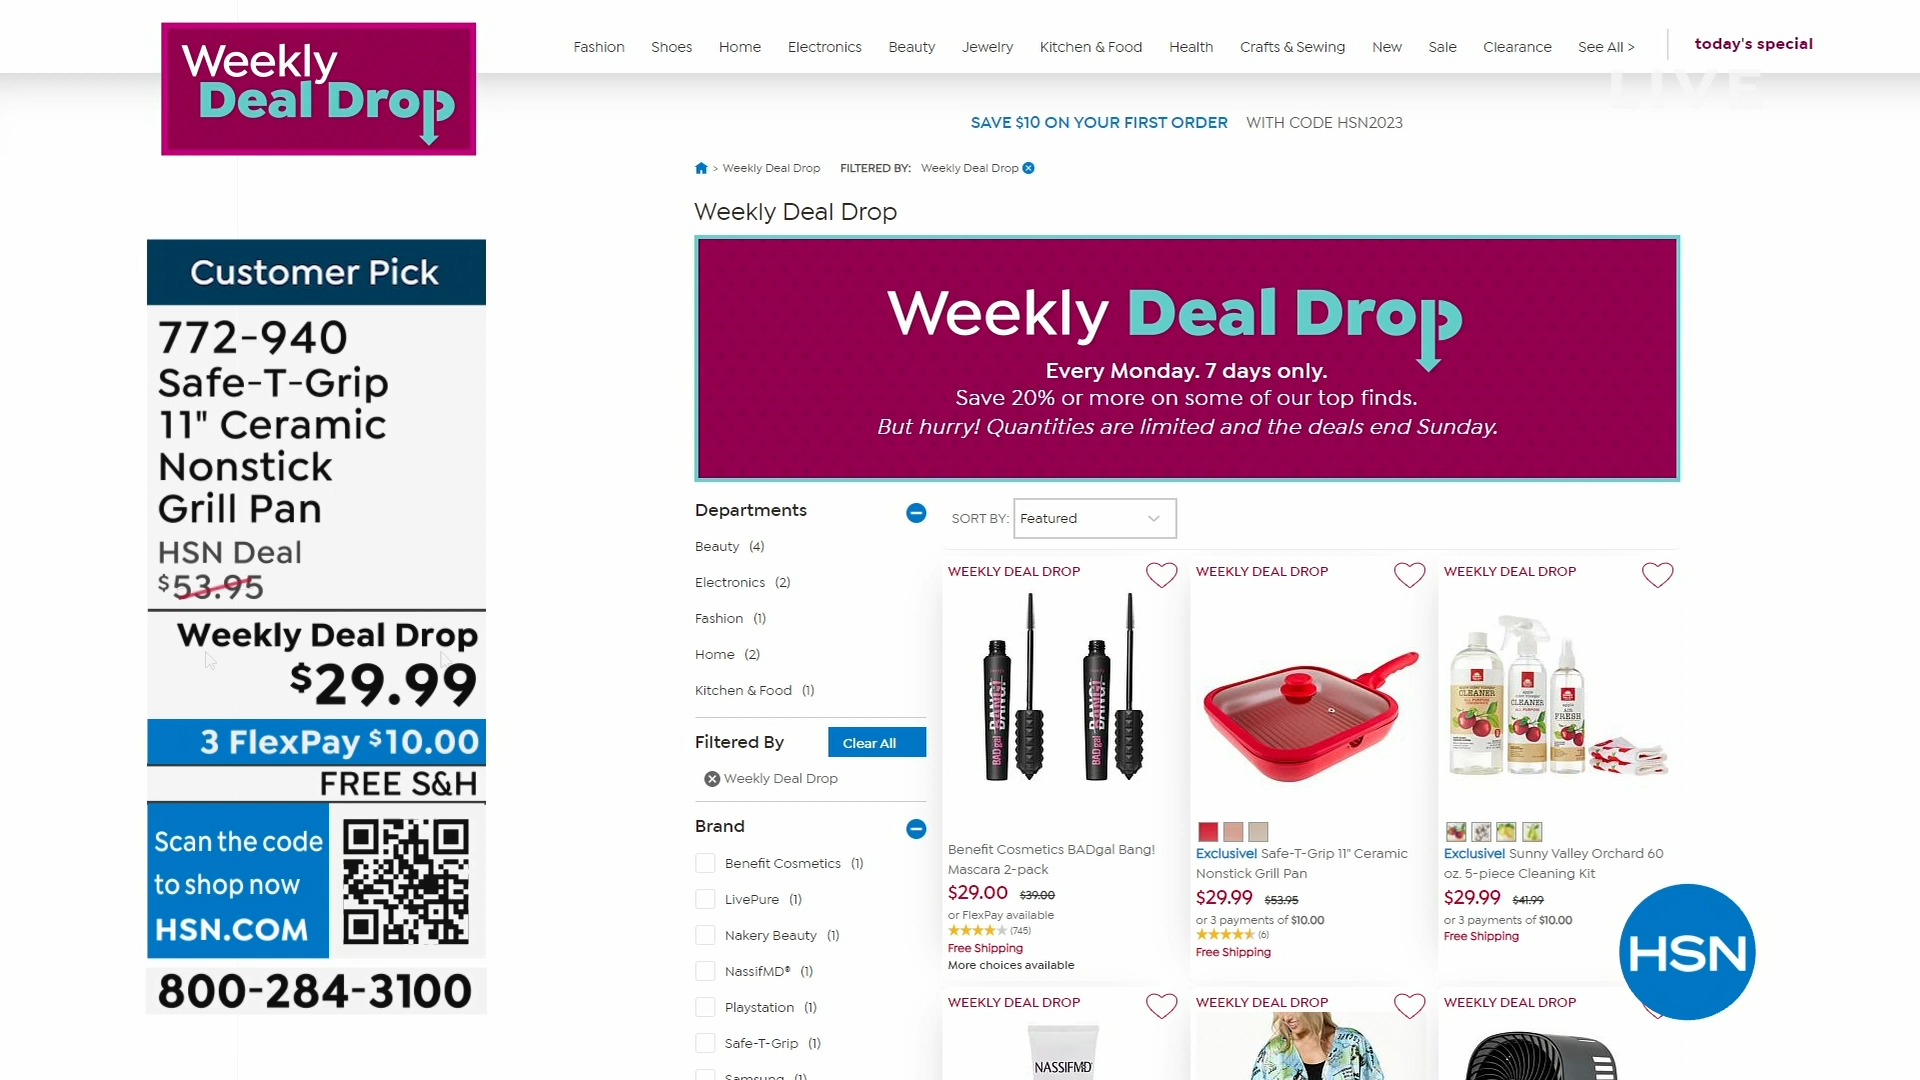 Weekly
Deal Drop
Fashion Shoes Home Electronics Beauty Jewelry Kitchen & Food Health Crafts & Sewing New Sale Clearance See All > today's special
LIVE
SAVE $10 ON YOUR FIRST ORDER WITH CODE HSN2023
> Weekly Deal Drop FILTERED BY: Weekly Deal Drop
Weekly Deal Drop
Weekly Deal Drop
Every Monday. 7 days only.
Save 20% or more on some of our top finds.
But hurry! Quantities are limited and the deals end Sunday.
Customer Pick
772-940
Safe-T-Grip
11" Ceramic
Nonstick
Grill Pan
HSN Deal
$53.95
Weekly Deal Drop
$29.99
3 FlexPay $10.00
FREE S&H
Scan the code
to shop now
HSN.COM
800-284-3100
Departments
Beauty (4)
Electronics (2)
Fashion (1)
Home (2)
Kitchen & Food (1)
Filtered By Clear All
Weekly Deal Drop
Brand
Benefit Cosmetics (1)
LivePure (1)
Nakery Beauty (1)
NassifMD® (1)
Playstation (1)
Safe-T-Grip (1)
Samsung (1)
SORT BY: Featured
WEEKLY DEAL DROP
BADgal BANG!
BADgal BANG!
Benefit Cosmetics BADgal Bang!
Mascara 2-pack
$29.00 $39.00
or FlexPay available
(745)
Free Shipping
More choices available
WEEKLY DEAL DROP
Exclusive! Safe-T-Grip 11" Ceramic
Nonstick Grill Pan
$29.99 $53.95
or 3 payments of $10.00
(6)
Free Shipping
WEEKLY DEAL DROP
CLEANER
CLEANER
FRESH
Exclusive! Sunny Valley Orchard 60
oz. 5-piece Cleaning Kit
$29.99 $41.99
or 3 payments of $10.00
Free Shipping
HSN
WEEKLY DEAL DROP
NASSIFMD
WEEKLY DEAL DROP
WEEKLY DEAL DROP